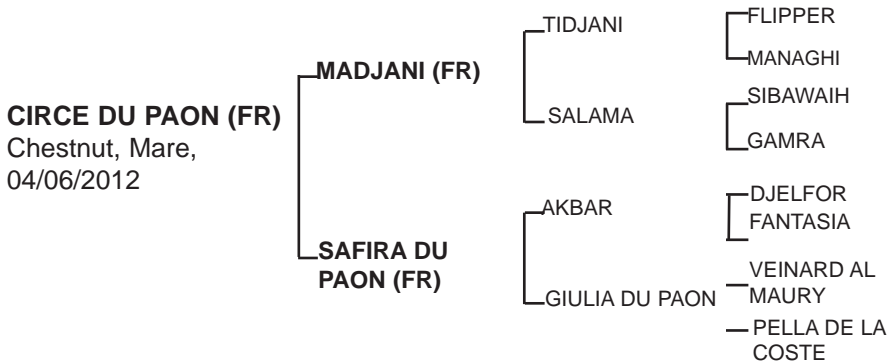 CIRCE DU PAON (FR)
Chestnut, Mare,
04/06/2012
MADJANI (FR)
SAFIRA DU
PAON (FR)
TIDJANI
SALAMA
AKBAR
GIULIA DU PAON
FLIPPER
MANAGHI
SIBAWAIH
GAMRA
DJELFOR
FANTASIA
VEINARD AL
MAURY
PELLA DE LA
COSTE